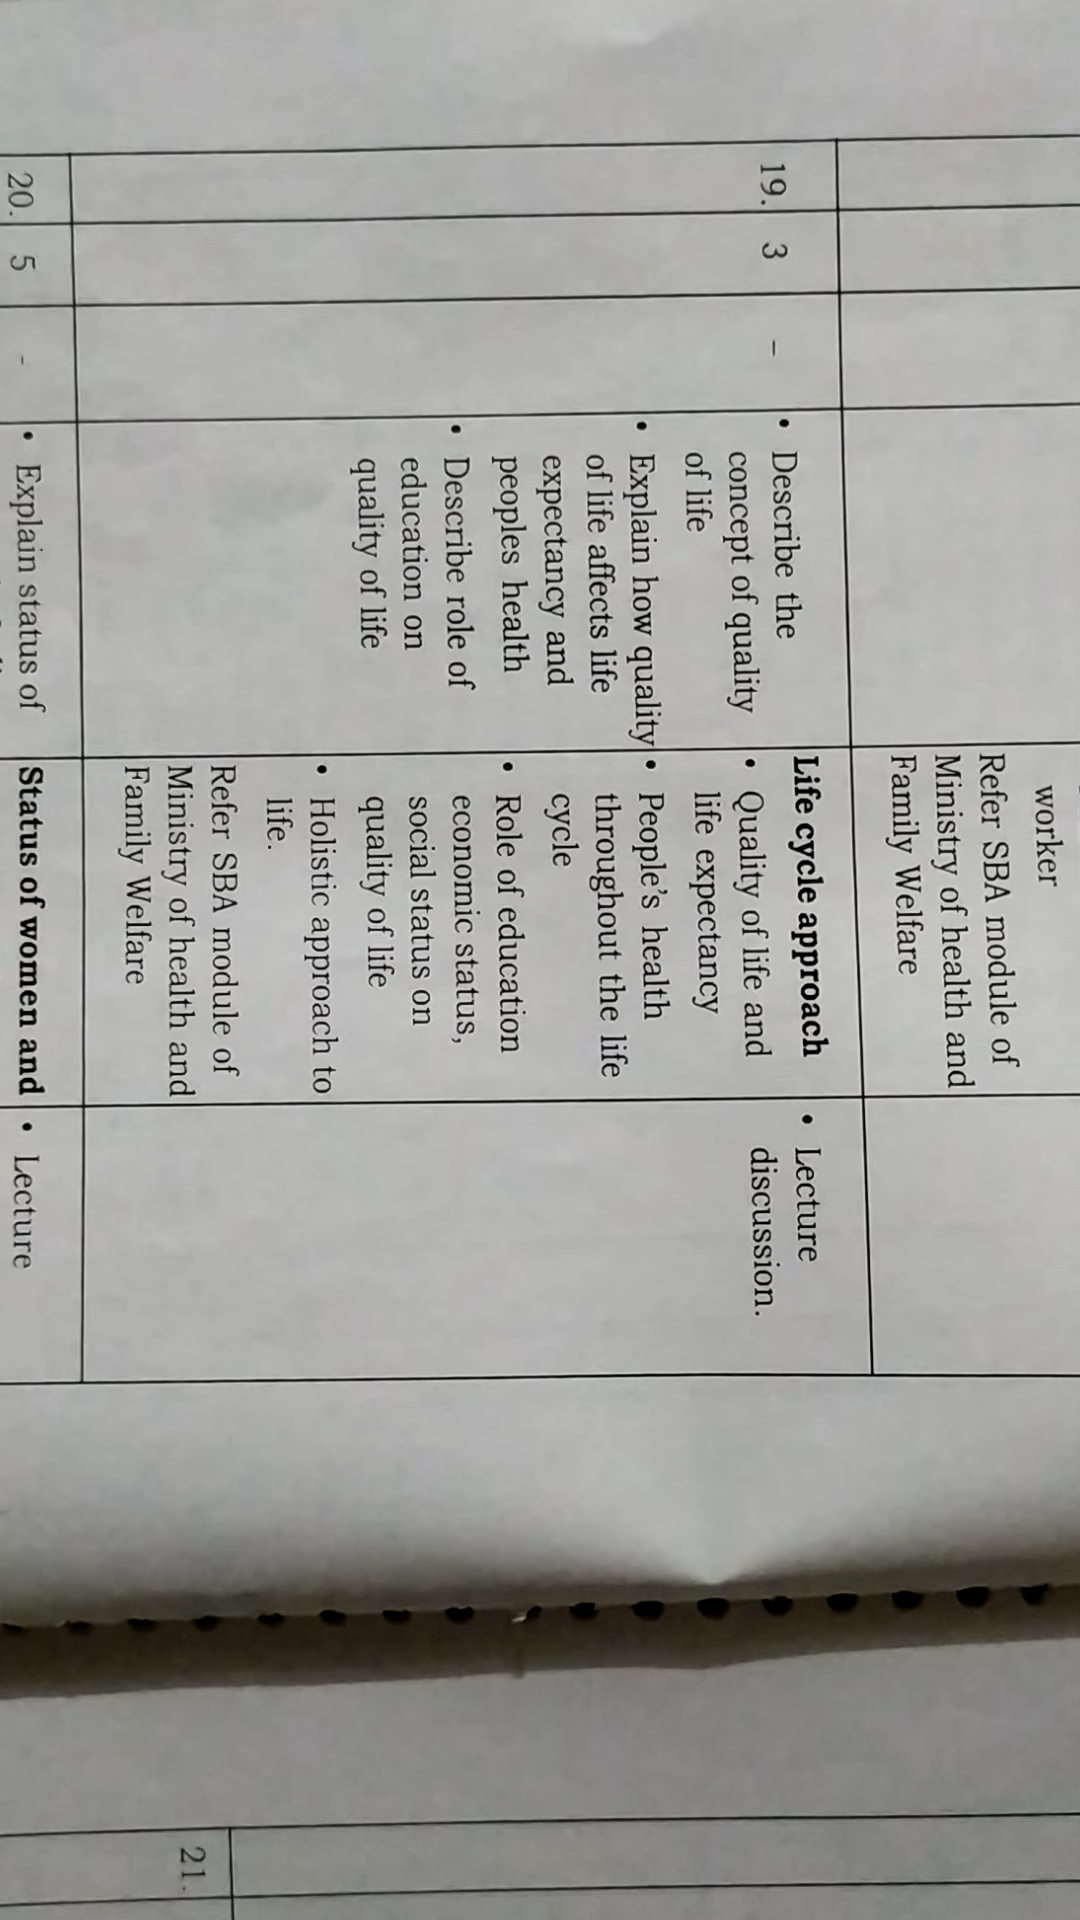 worker
Refer SBA module of
Ministry of health and
Family Welfare
19.
3
–
• Describe the
concept of quality
of life
• Explain how quality
of life affects life
expectancy and
peoples health
• Describe role of
education on
quality of life
Life cycle approach
• Quality of life and
life expectancy
• People's health
throughout the life
cycle
• Role of education
economic status,
social status on
quality of life
• Holistic approach to
life.
Refer SBA module of
Ministry of health and
Family Welfare
• Lecture
discussion.
20.
5
-
• Explain status of
Status of women and
• Lecture
21.